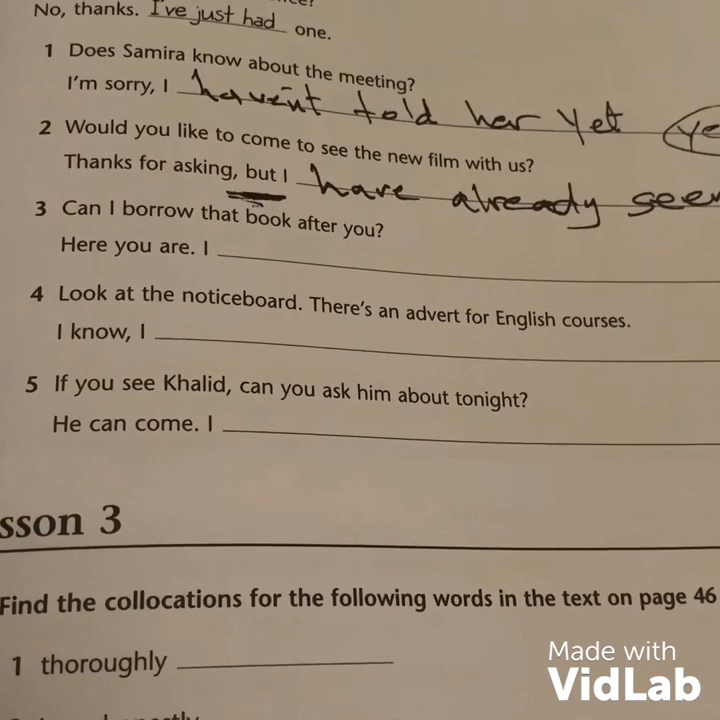 No, thanks. I've just had one.
1 Does Samira know about the meeting?
I'm sorry, I haven't told her yet
2 Would you like to come to see the new film with us?
Thanks for asking, but I have already seen
3 Can I borrow that book after you?
Here you are. I
4 Look at the noticeboard. There's an advert for English courses.
I know, I
5 If you see Khalid, can you ask him about tonight?
He can come. I
sson 3
Find the collocations for the following words in the text on page 46
1 thoroughly
Made with
VidLab